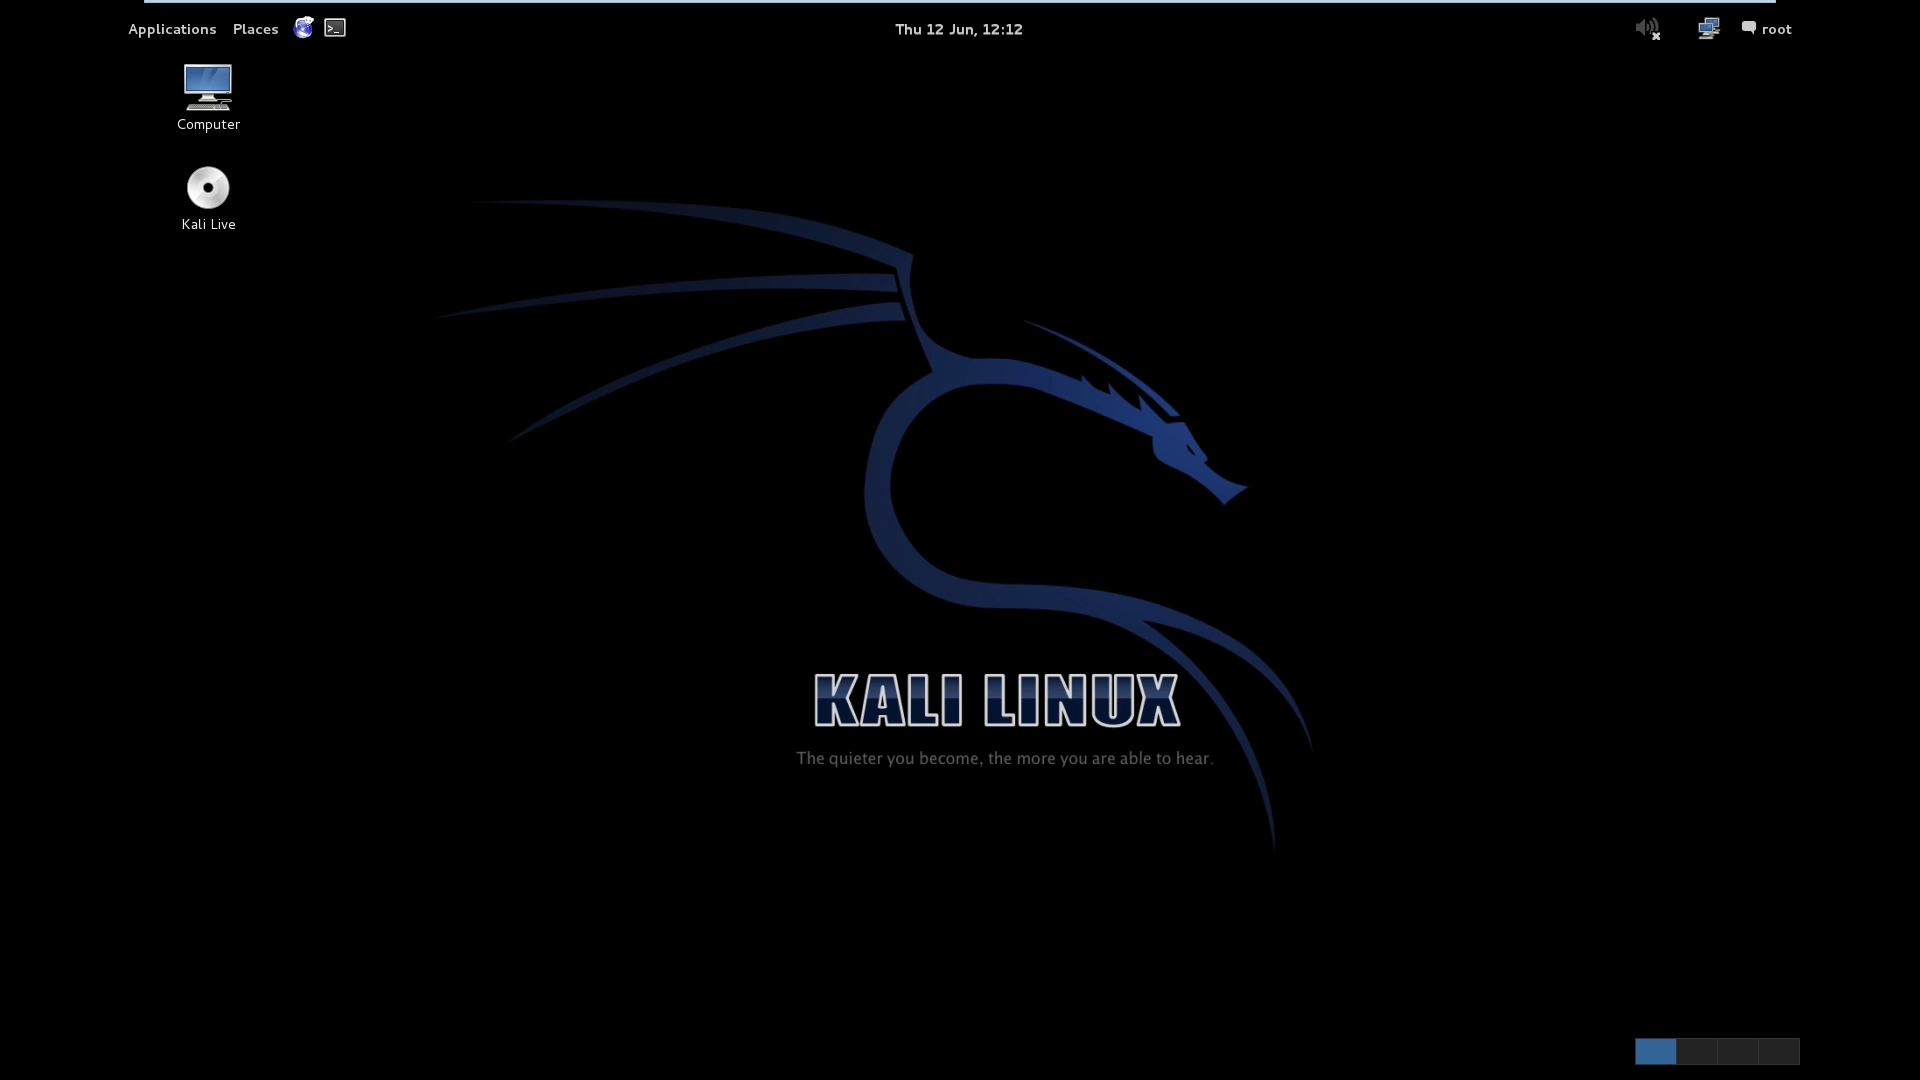 Applications Places Thu 12 Jun, 12:12 root
Computer
Kali Live
KALI LINUX
The quieter you become, the more you are able to hear.